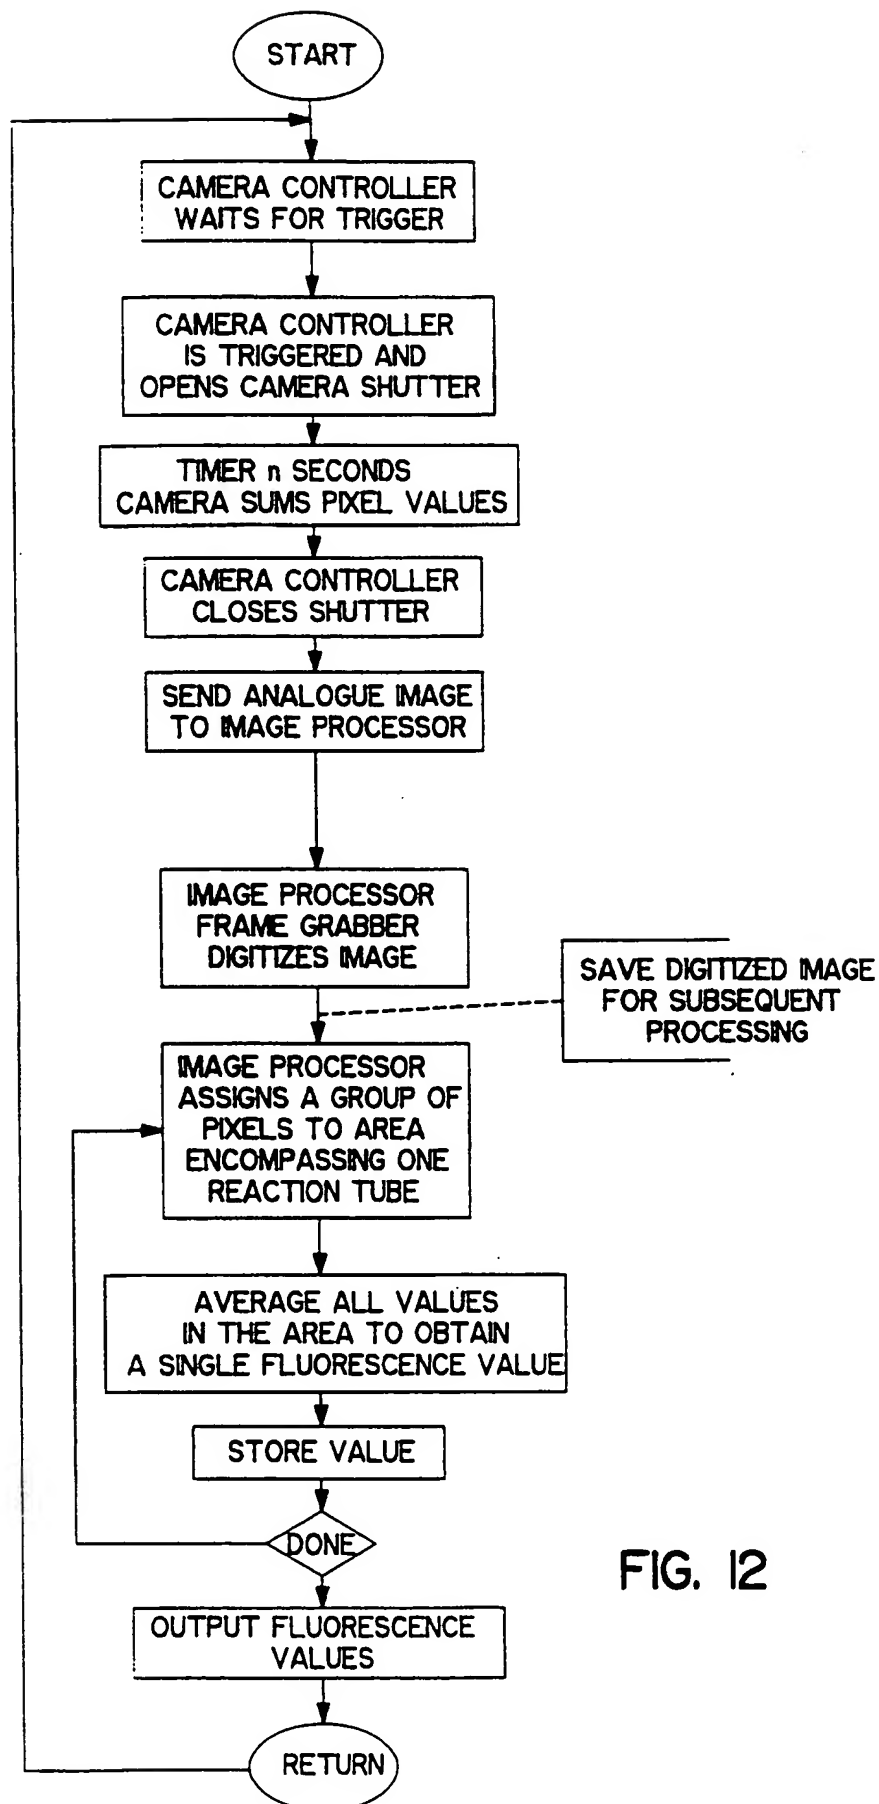 START
CAMERA CONTROLLER
WAITS FOR TRIGGER
CAMERA CONTROLLER
IS TRIGGERED AND
OPENS CAMERA SHUTTER
TIMER n SECONDS
CAMERA SUMS PIXEL VALUES
CAMERA CONTROLLER
CLOSES SHUTTER
SEND ANALOGUE IMAGE
TO IMAGE PROCESSOR
IMAGE PROCESSOR
FRAME GRABBER
DIGITIZES IMAGE
SAVE DIGITIZED IMAGE
FOR SUBSEQUENT
PROCESSING
IMAGE PROCESSOR
ASSIGNS A GROUP OF
PIXELS TO AREA
ENCOMPASSING ONE
REACTION TUBE
AVERAGE ALL VALUES
IN THE AREA TO OBTAIN
A SINGLE FLUORESCENCE VALUE
STORE VALUE
DONE
OUTPUT FLUORESCENCE
VALUES
RETURN
FIG. 12